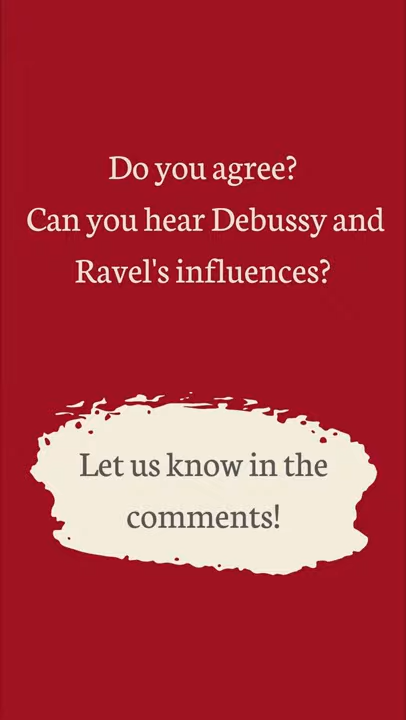 Do you agree?
Can you hear Debussy and
Ravel's influences?
Let us know in the
comments!